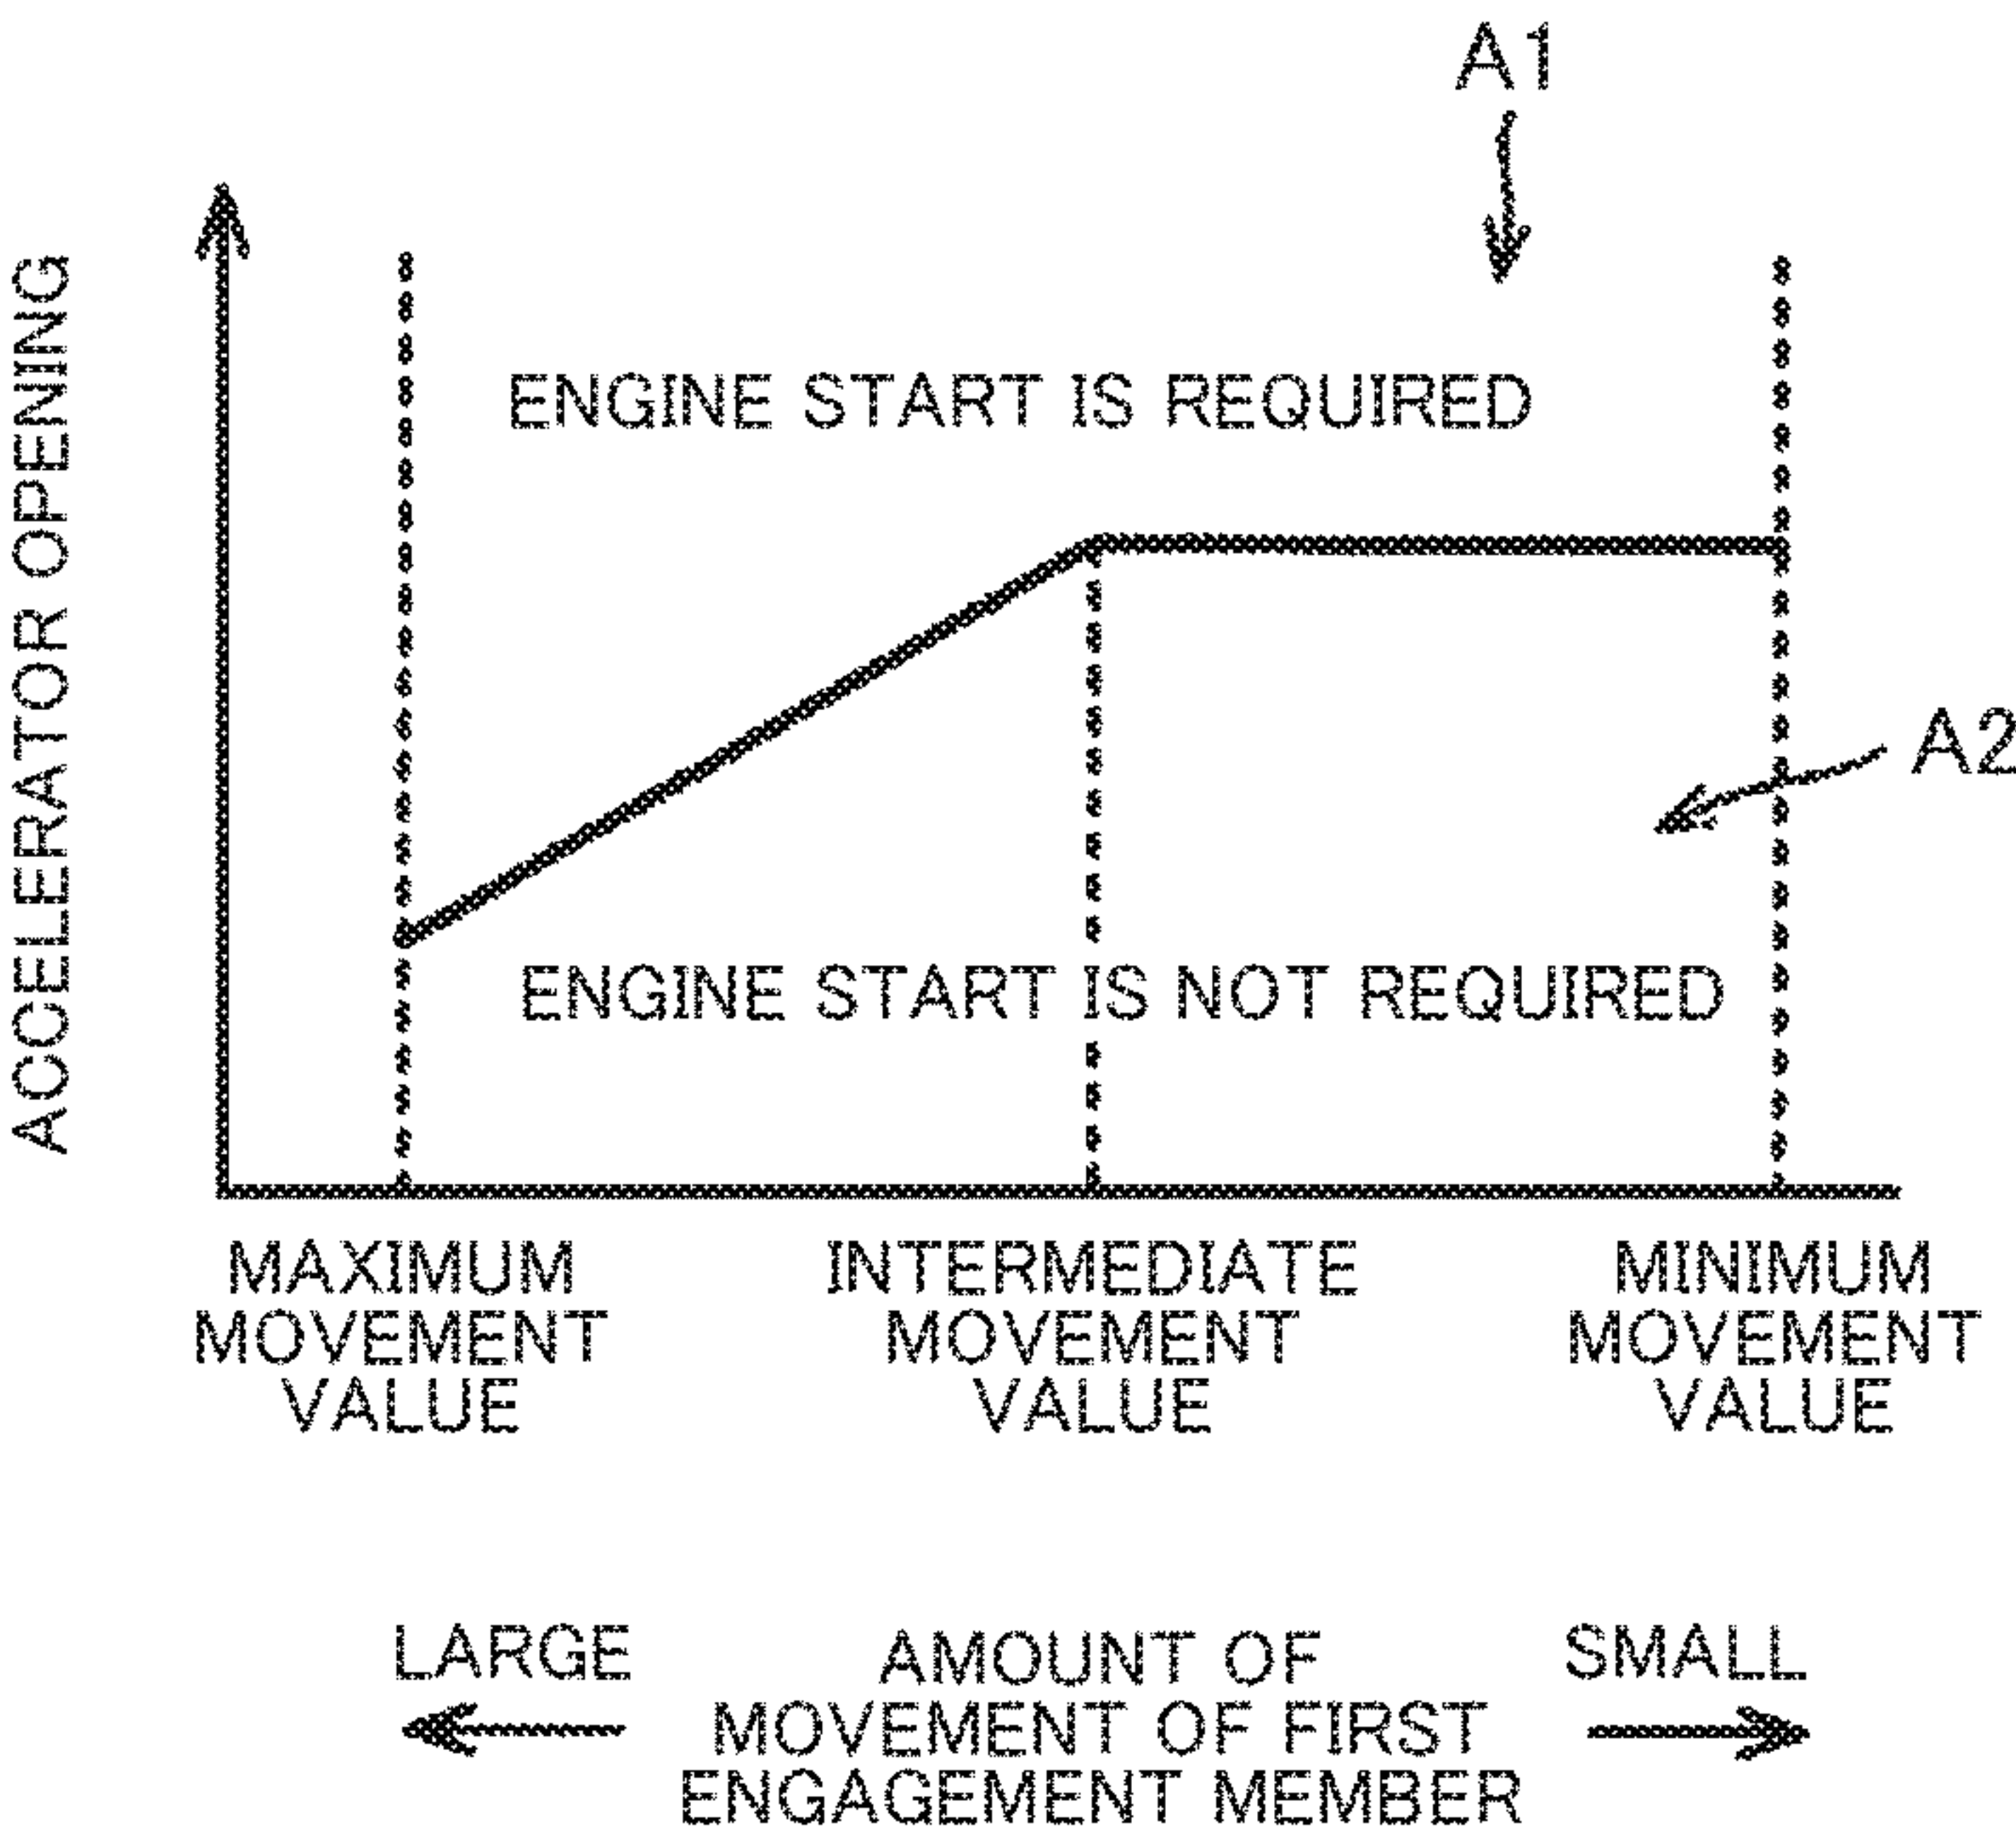 A1
ACCELERATOR OPENING
ENGINE START IS REQUIRED
A2
ENGINE START IS NOT REQUIRED
MAXIMUM
MOVEMENT
VALUE
INTERMEDIATE
MOVEMENT
VALUE
MINIMUM
MOVEMENT
VALUE
LARGE
AMOUNT OF
MOVEMENT OF FIRST
ENGAGEMENT MEMBER
SMALL